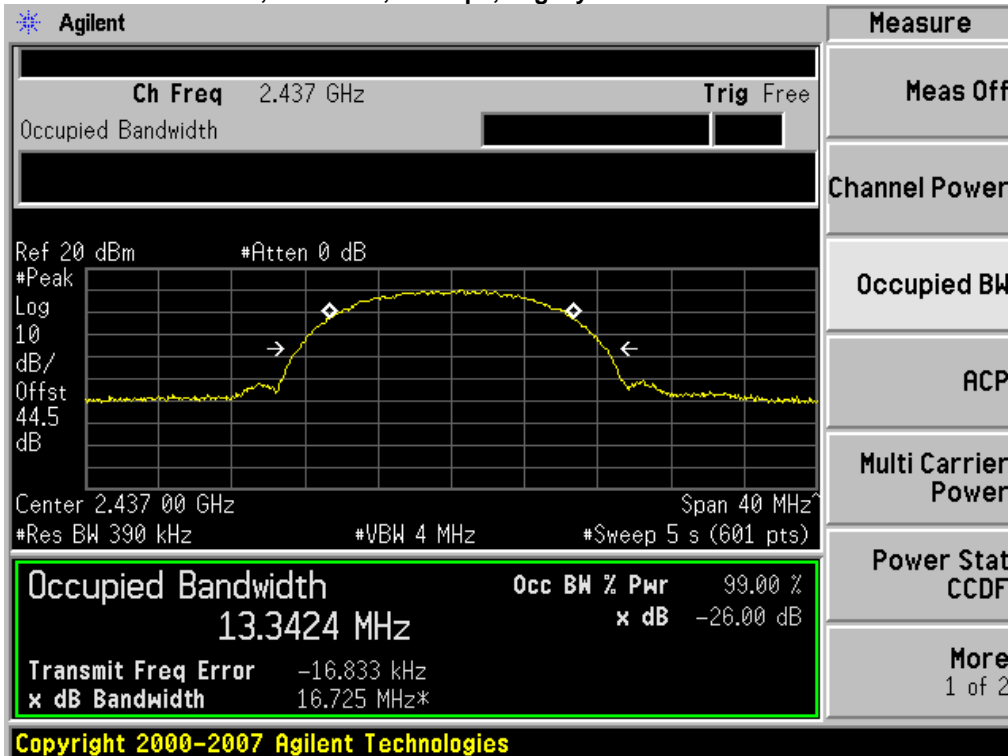 Agilent
Measure
Ch Freq 2.437 GHz Trig Free
Occupied Bandwidth
Meas Off
Channel Power
Occupied BW
ACP
Multi Carrier
Power
Power Stat
CCDF
More
1 of 2
Ref 20 dBm #Atten 0 dB
#Peak
Log
10
dB/
Offst
44.5
dB
Center 2.437 00 GHz Span 40 MHz^
#Res BW 390 kHz #VBW 4 MHz #Sweep 5 s (601 pts)
Occupied Bandwidth Occ BW % Pwr 99.00 %
13.3424 MHz x dB -26.00 dB
Transmit Freq Error -16.833 kHz
x dB Bandwidth 16.725 MHz*
Copyright 2000-2007 Agilent Technologies